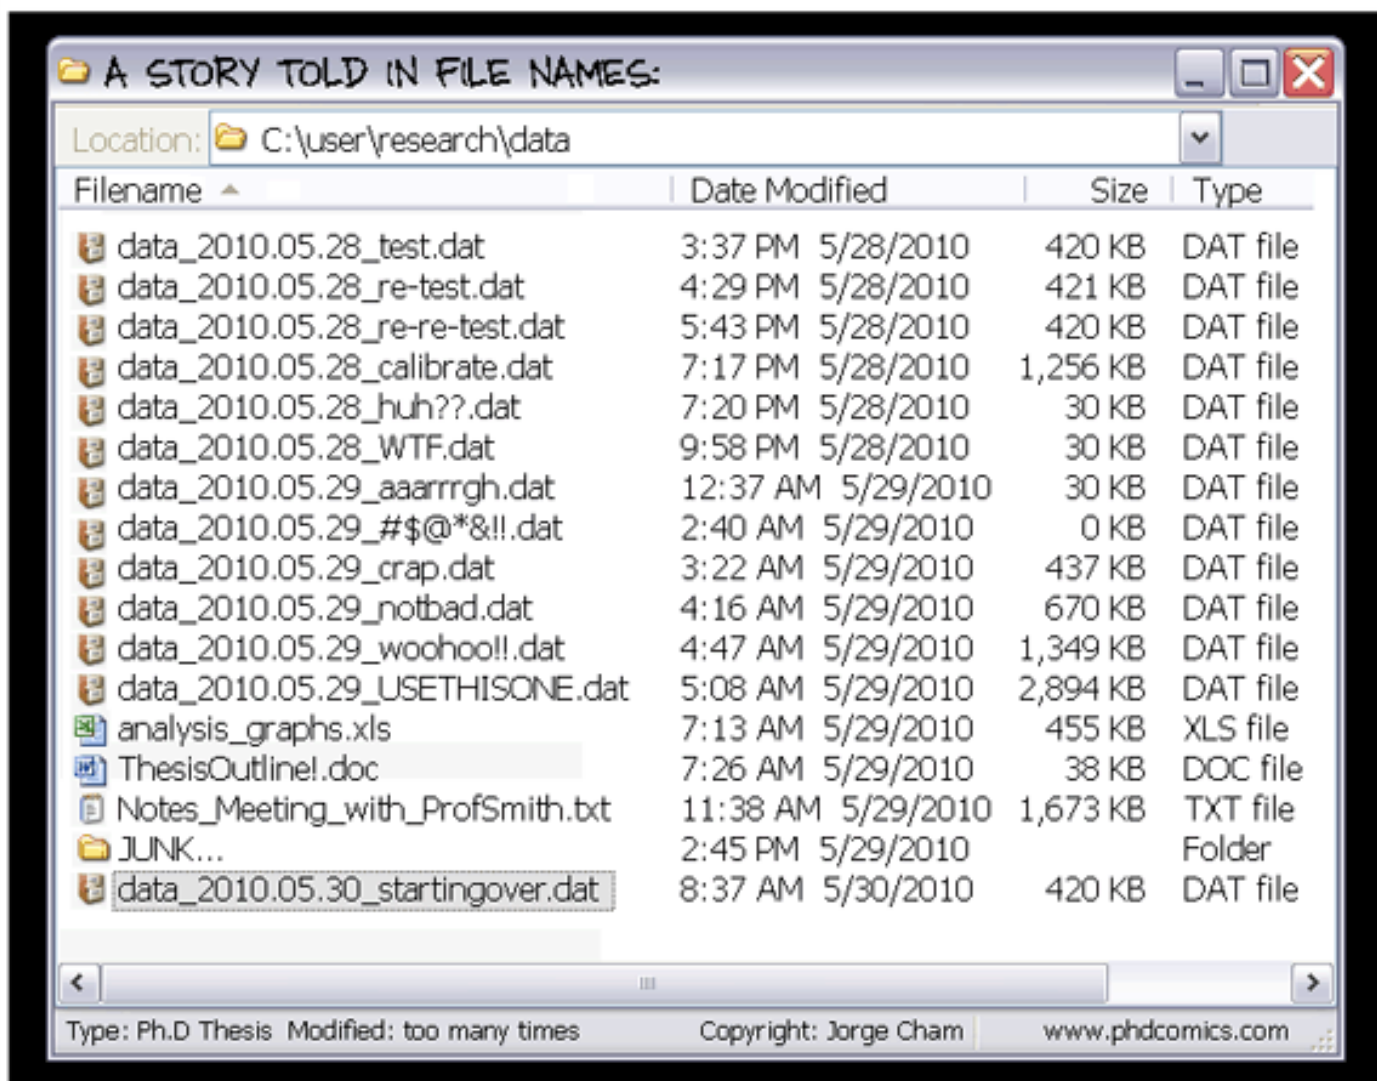 A STORY TOLD IN FILE NAMES:
Location: C:\user\research\data
Filename Date Modified Size Type
data_2010.05.28_test.dat 3:37 PM 5/28/2010 420 KB DAT file
data_2010.05.28_re-test.dat 4:29 PM 5/28/2010 421 KB DAT file
data_2010.05.28_re-re-test.dat 5:43 PM 5/28/2010 420 KB DAT file
data_2010.05.28_calibrate.dat 7:17 PM 5/28/2010 1,256 KB DAT file
data_2010.05.28_huh??.dat 7:20 PM 5/28/2010 30 KB DAT file
data_2010.05.28_WTF.dat 9:58 PM 5/28/2010 30 KB DAT file
data_2010.05.29_aaarrrgh.dat 12:37 AM 5/29/2010 30 KB DAT file
data_2010.05.29_#$@*&!!.dat 2:40 AM 5/29/2010 0 KB DAT file
data_2010.05.29_crap.dat 3:22 AM 5/29/2010 437 KB DAT file
data_2010.05.29_notbad.dat 4:16 AM 5/29/2010 670 KB DAT file
data_2010.05.29_woohoo!!.dat 4:47 AM 5/29/2010 1,349 KB DAT file
data_2010.05.29_USETHISONE.dat 5:08 AM 5/29/2010 2,894 KB DAT file
analysis_graphs.xls 7:13 AM 5/29/2010 455 KB XLS file
ThesisOutline!.doc 7:26 AM 5/29/2010 38 KB DOC file
Notes_Meeting_with_ProfSmith.txt 11:38 AM 5/29/2010 1,673 KB TXT file
JUNK... 2:45 PM 5/29/2010 Folder
data_2010.05.30_startingover.dat 8:37 AM 5/30/2010 420 KB DAT file
Type: Ph.D Thesis Modified: too many times Copyright: Jorge Cham www.phdcomics.com